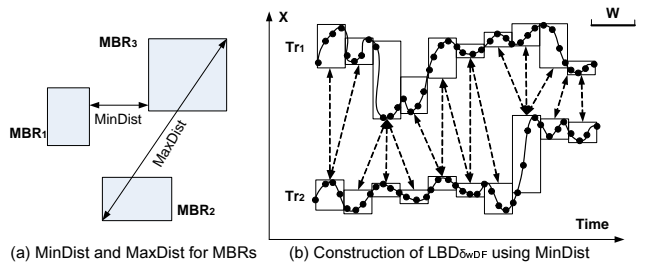 MBR3
MBR1
MinDist
MaxDist
MBR2
(a) MinDist and MaxDist for MBRs
X
W
Tr1
Tr2
Time
(b) Construction of LBDδwDF using MinDist